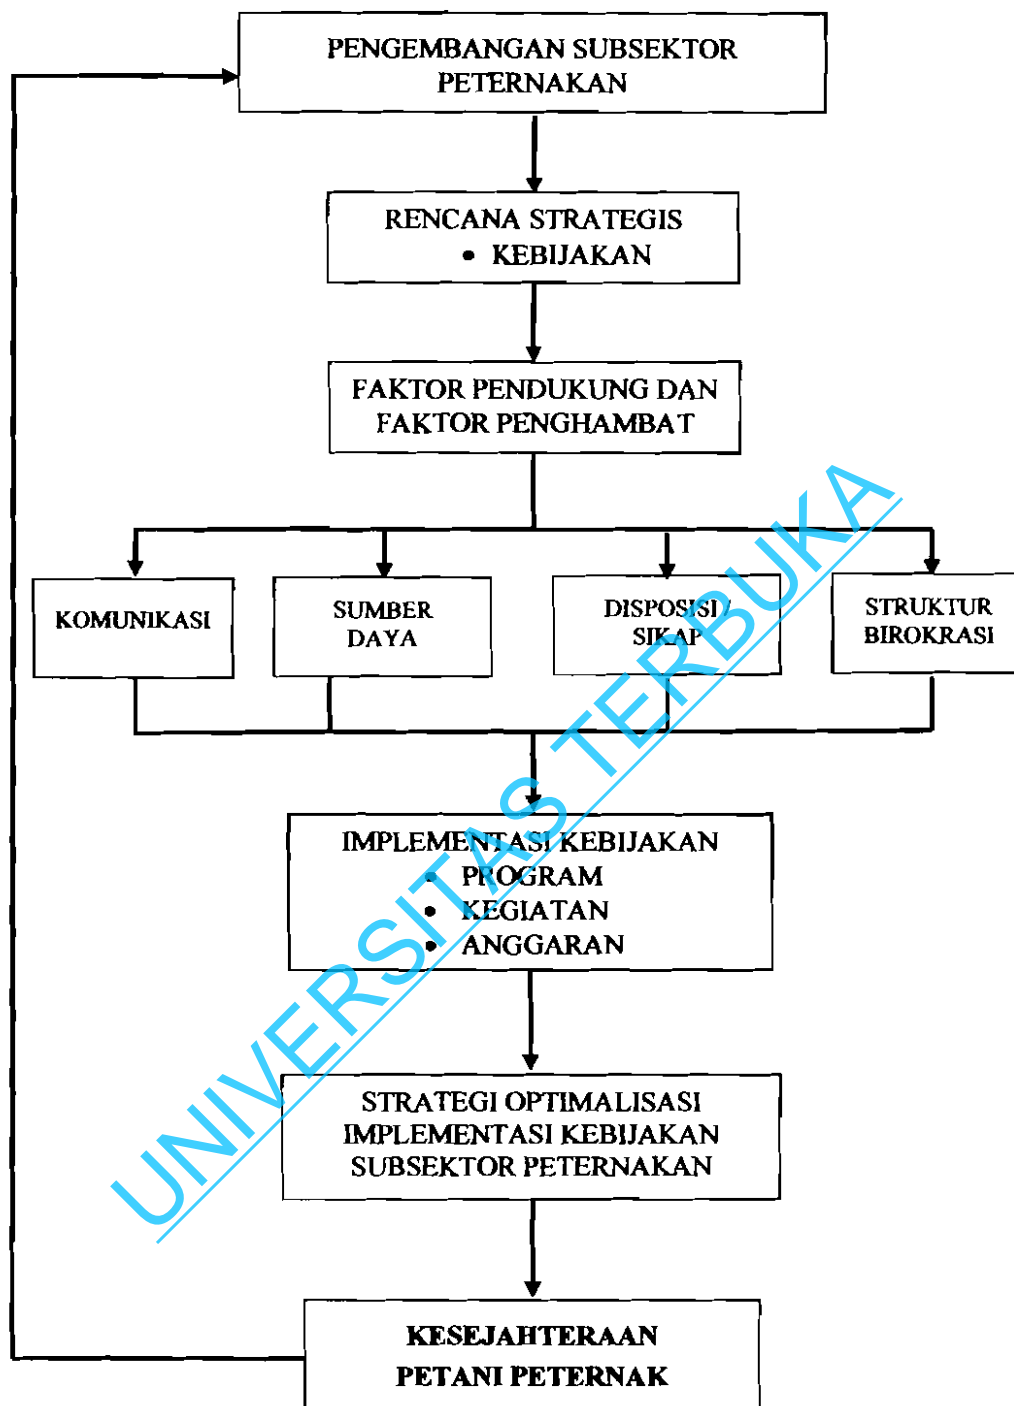 PENGEMBANGAN SUBSEKTOR
PETERNAKAN
RENCANA STRATEGIS
• KEBIJAKAN
FAKTOR PENDUKUNG DAN
FAKTOR PENGHAMBAT
KOMUNIKASI
SUMBER
DAYA
DISPOSISI /
SIKAP
STRUKTUR
BIROKRASI
IMPLEMENTASI KEBIJAKAN
• PROGRAM
• KEGIATAN
• ANGGARAN
STRATEGI OPTIMALISASI
IMPLEMENTASI KEBIJAKAN
SUBSEKTOR PETERNAKAN
KESEJAHTERAAN
PETANI PETERNAK
UNIVERSITAS TERBUKA